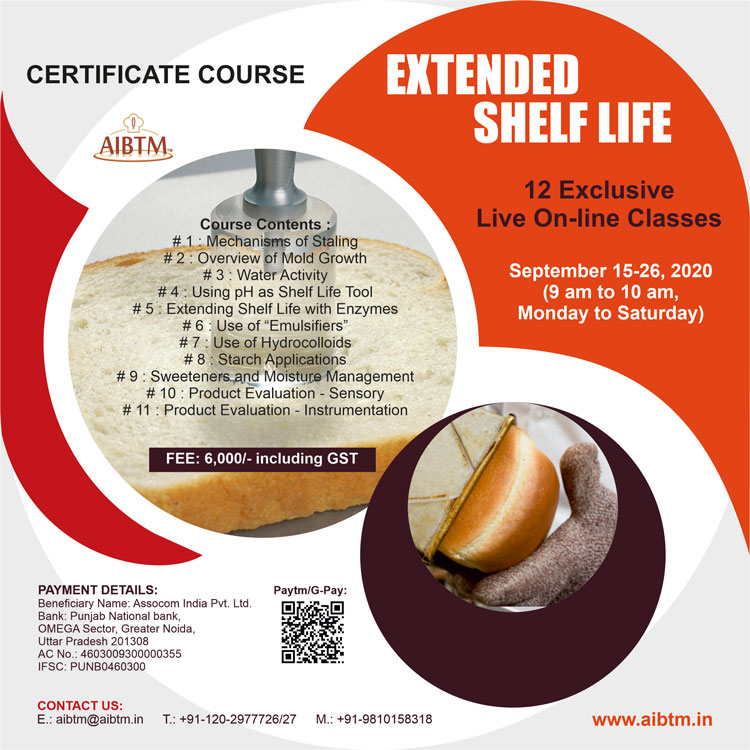 CERTIFICATE COURSE
EXTENDED
SHELF LIFE
AIBTM
12 Exclusive
Live On-line Classes
September 15-26, 2020
(9 am to 10 am,
Monday to Saturday)
Course Contents :
# 1 : Mechanisms of Staling
# 2 : Overview of Mold Growth
# 3 : Water Activity
# 4 : Using pH as Shelf Life Tool
# 5 : Extending Shelf Life with Enzymes
# 6 : Use of “Emulsifiers”
# 7 : Use of Hydrocolloids
# 8 : Starch Applications
# 9 : Sweeteners and Moisture Management
# 10 : Product Evaluation - Sensory
# 11 : Product Evaluation - Instrumentation
FEE: 6,000/- including GST
PAYMENT DETAILS:
Beneficiary Name: Assocom India Pvt. Ltd.
Bank: Punjab National bank,
OMEGA Sector, Greater Noida,
Uttar Pradesh 201308
AC No.: 4603009300000355
IFSC: PUNB0460300
Paytm/G-Pay:
CONTACT US:
E.: aibtm@aibtm.in T.: +91-120-2977726/27 M.: +91-9810158318
www.aibtm.in